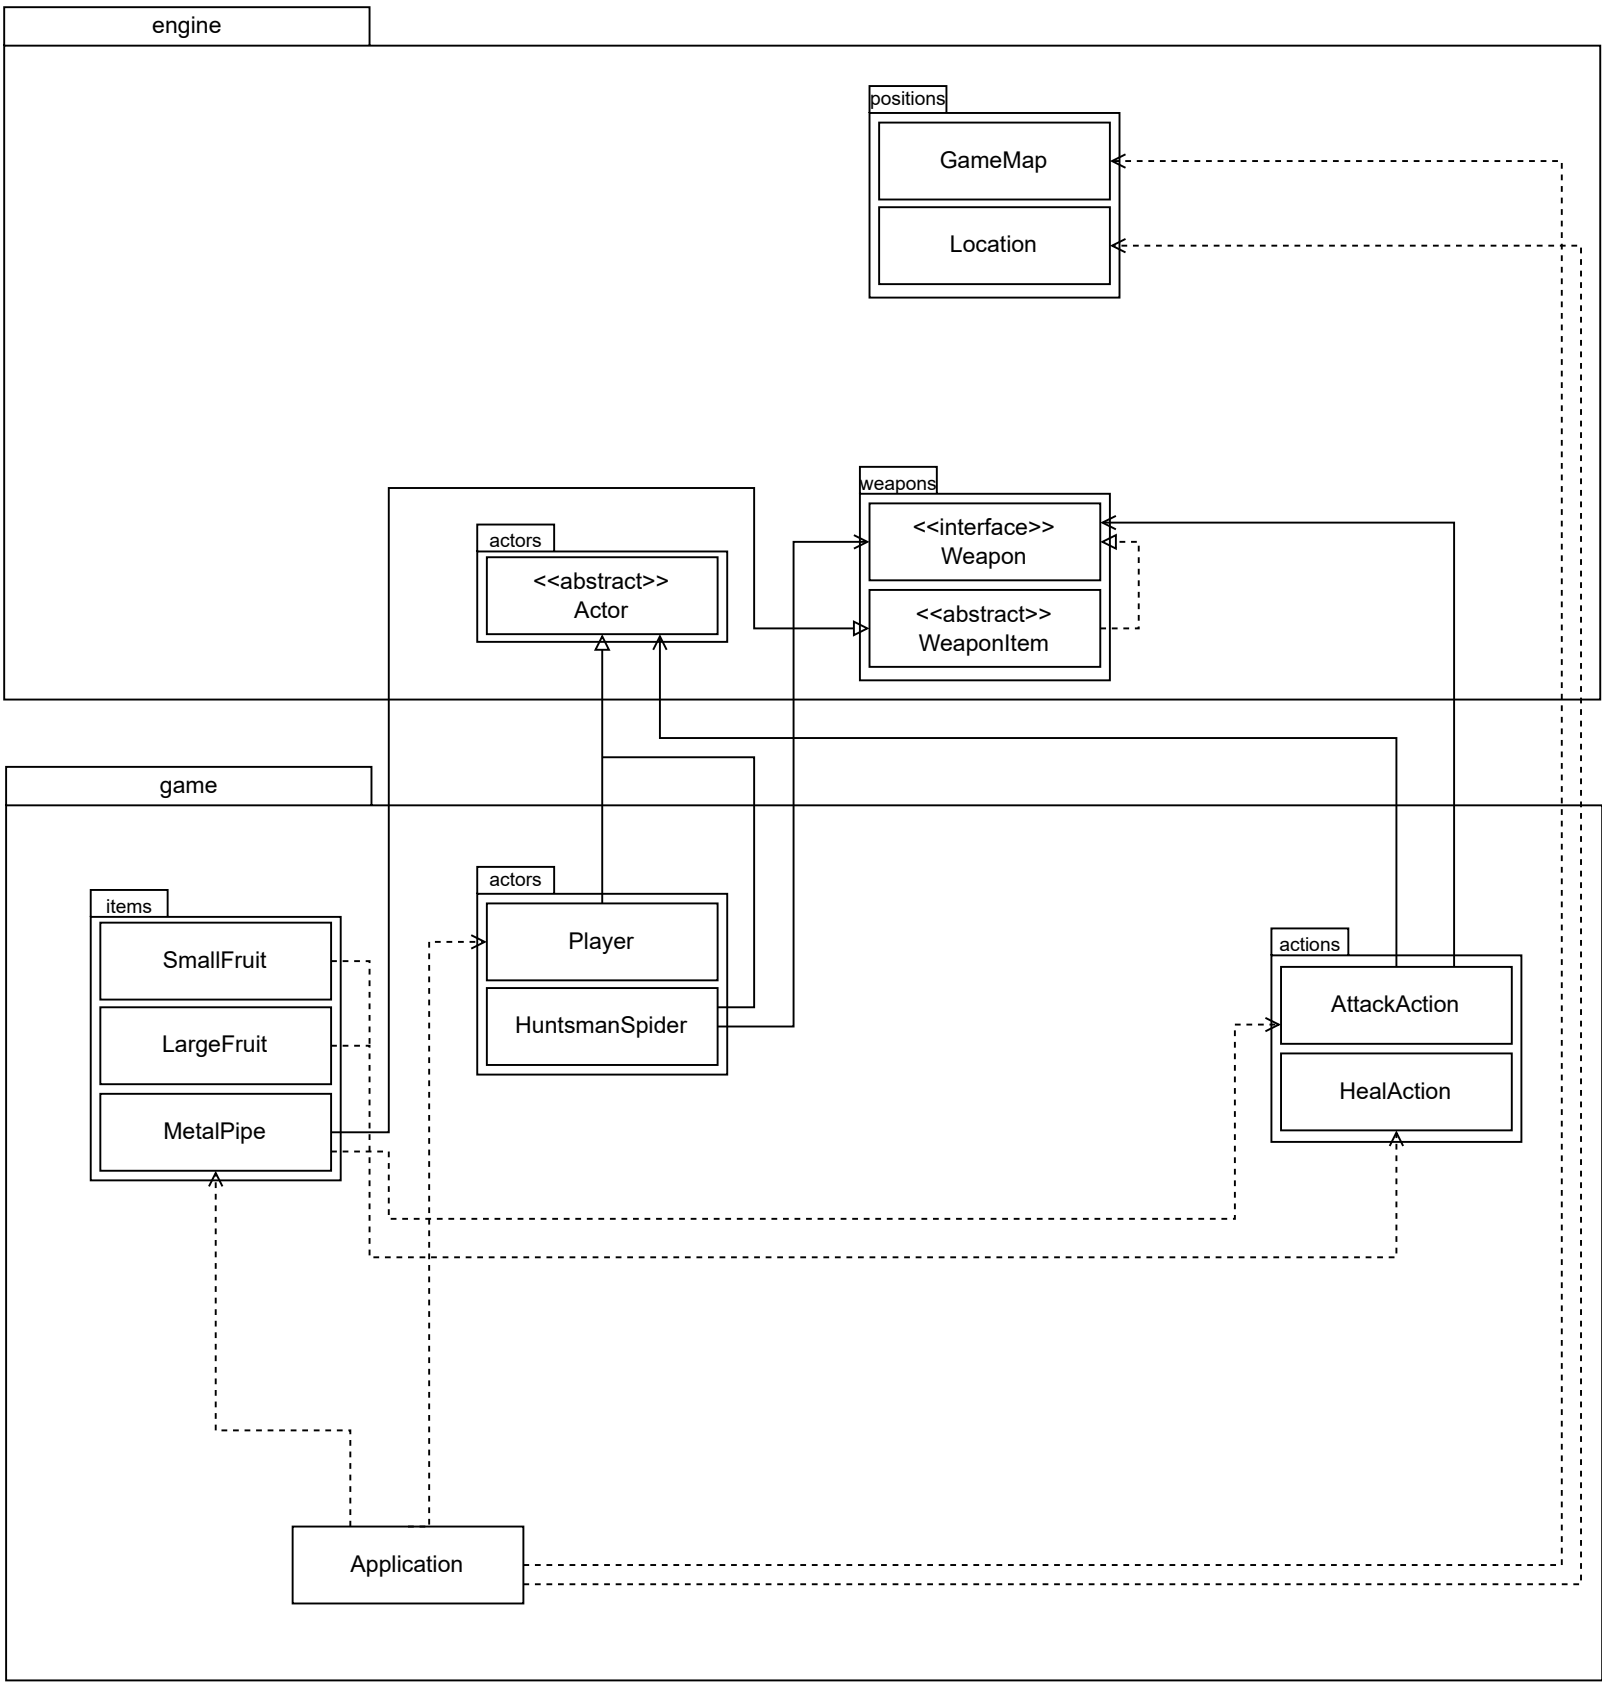 engine
positions
GameMap
Location
weapons
<<interface>>
Weapon
actors
<<abstract>>
Actor
<<abstract>>
WeaponItem
game
actors
items
Player
SmallFruit
actions
AttackAction
HuntsmanSpider
LargeFruit
HealAction
MetalPipe
Application